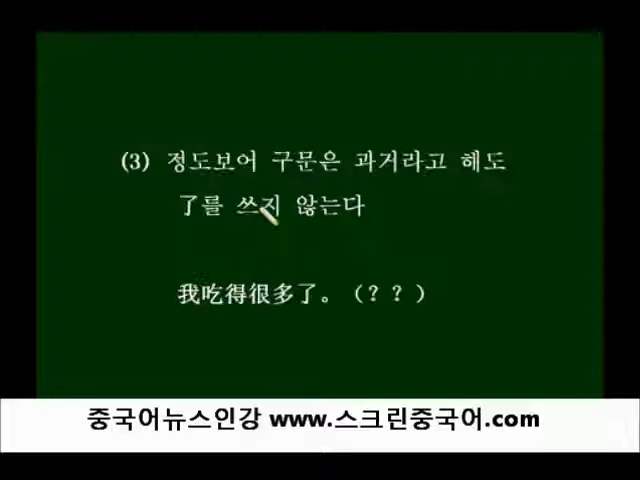 (3) 정도보어 구문은 과거라고 해도
了를 쓰지 않는다
我吃得很多了。（？？）
중국어뉴스인강 www.스크린중국어.com